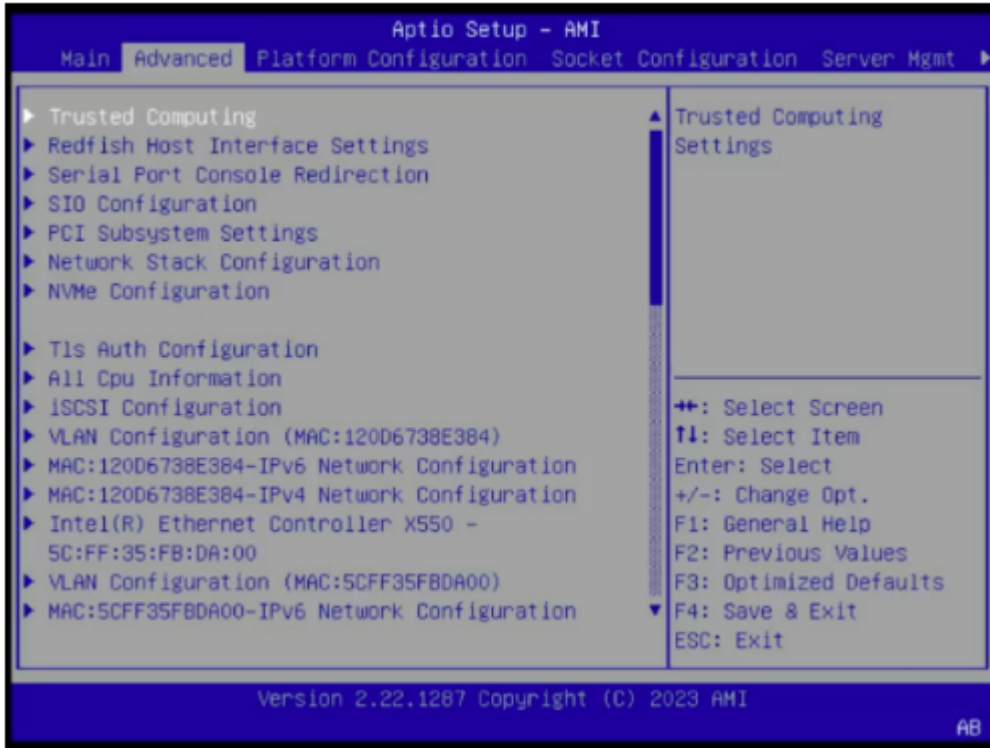 Aptio Setup – AMI
Main Advanced Platform Configuration Socket Configuration Server Mgmt
Trusted Computing
Redfish Host Interface Settings
Serial Port Console Redirection
SIO Configuration
PCI Subsystem Settings
Network Stack Configuration
NVMe Configuration
Tls Auth Configuration
All Cpu Information
iSCSI Configuration
VLAN Configuration (MAC:120D6738E384)
MAC:120D6738E384-IPv6 Network Configuration
MAC:120D6738E384-IPv4 Network Configuration
Intel(R) Ethernet Controller X550 –
5C:FF:35:FB:DA:00
VLAN Configuration (MAC:5CFF35FBDA00)
MAC:5CFF35FBDA00-IPv6 Network Configuration
Trusted Computing
Settings
→←: Select Screen
↑↓: Select Item
Enter: Select
+/-: Change Opt.
F1: General Help
F2: Previous Values
F3: Optimized Defaults
F4: Save & Exit
ESC: Exit
Version 2.22.1287 Copyright (C) 2023 AMI
AB